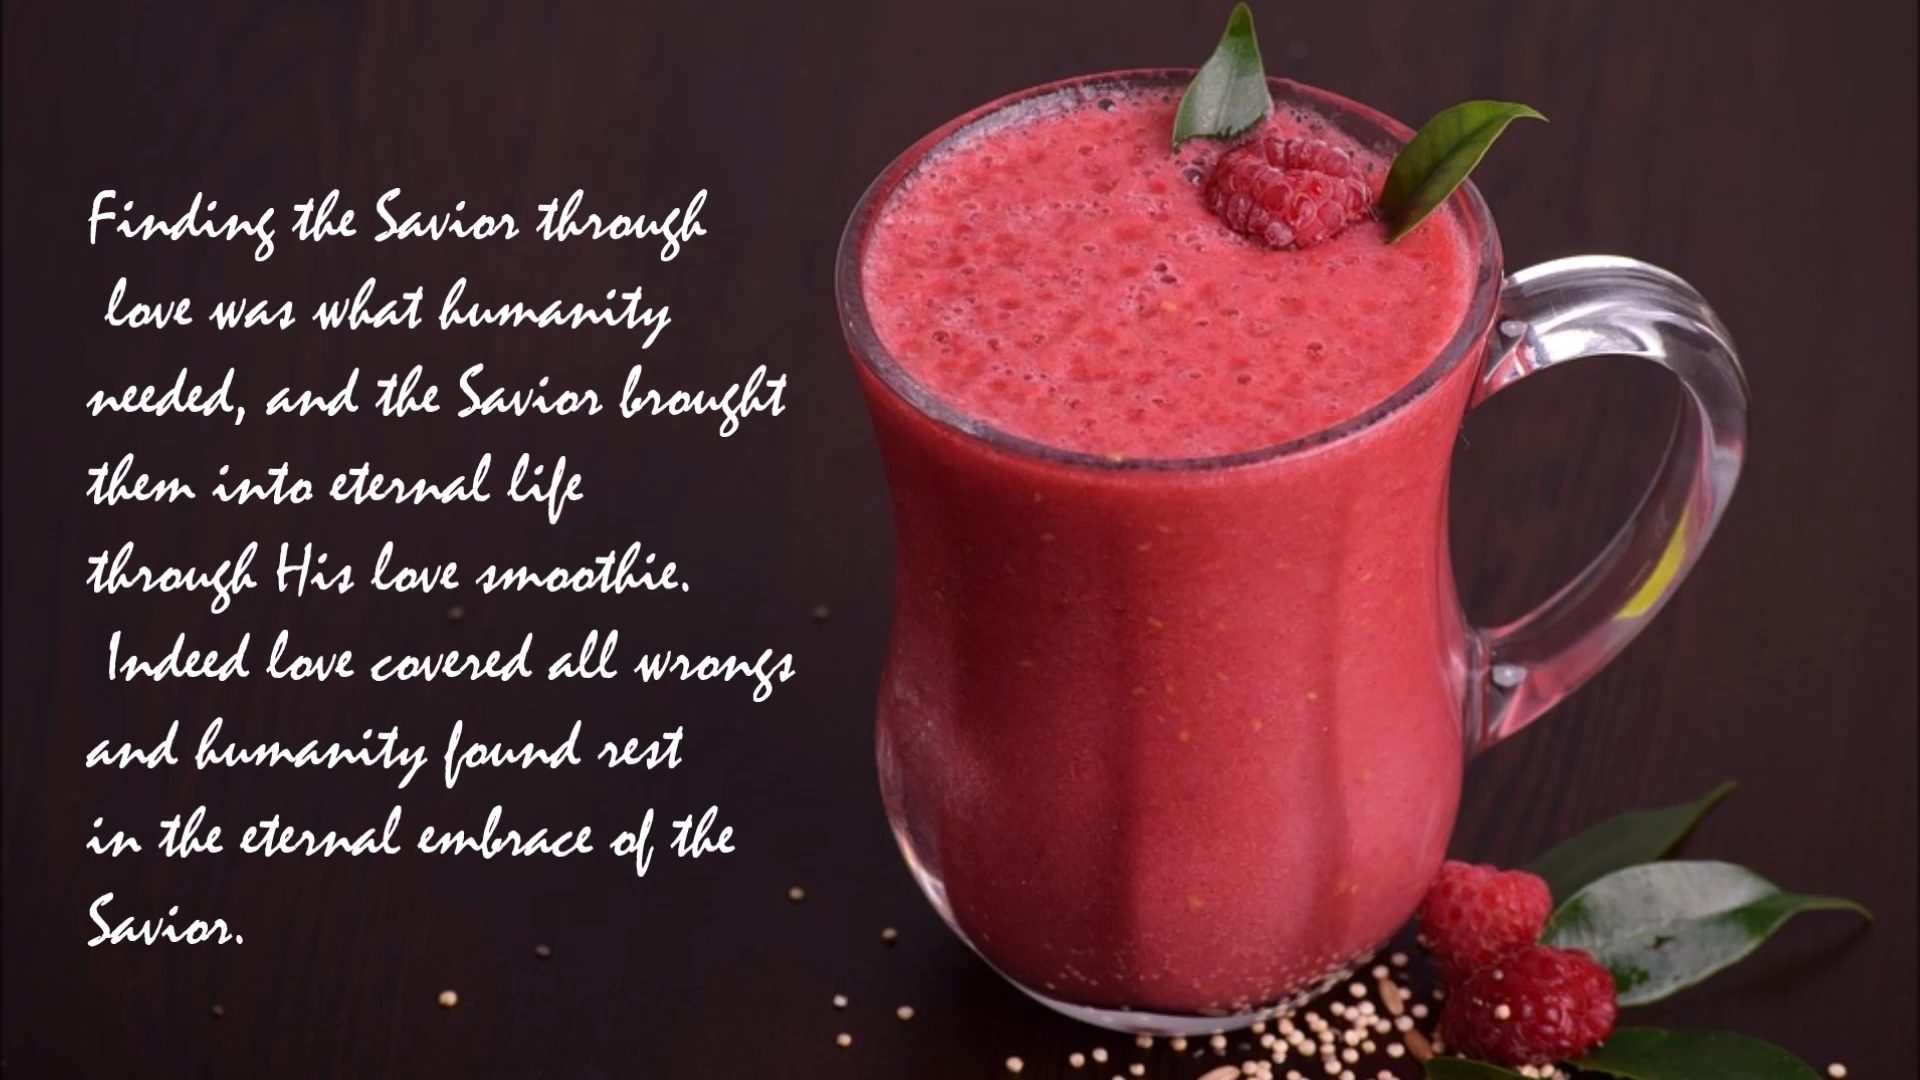 Finding the Savior through
love was what humanity
needed, and the Savior brought
them into eternal life
through His love smoothie.
Indeed love covered all wrongs
and humanity found rest
in the eternal embrace of the
Savior.